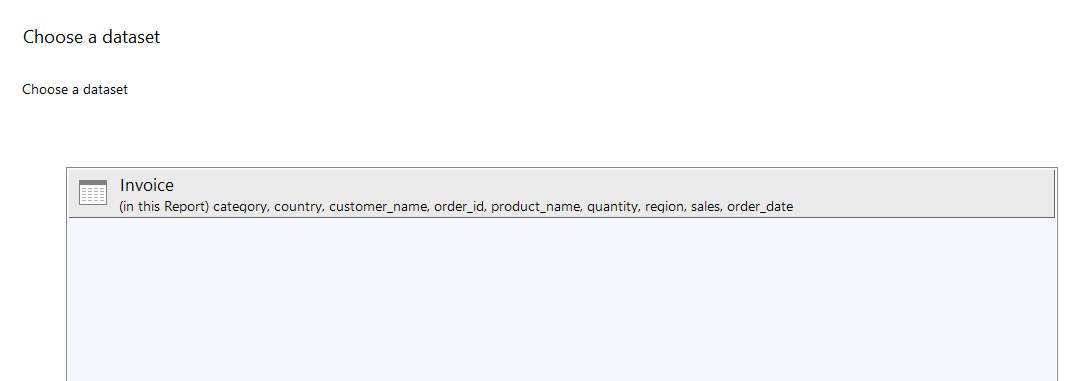 Choose a dataset
Choose a dataset
Invoice
(in this Report) category, country, customer_name, order_id, product_name, quantity, region, sales, order_date